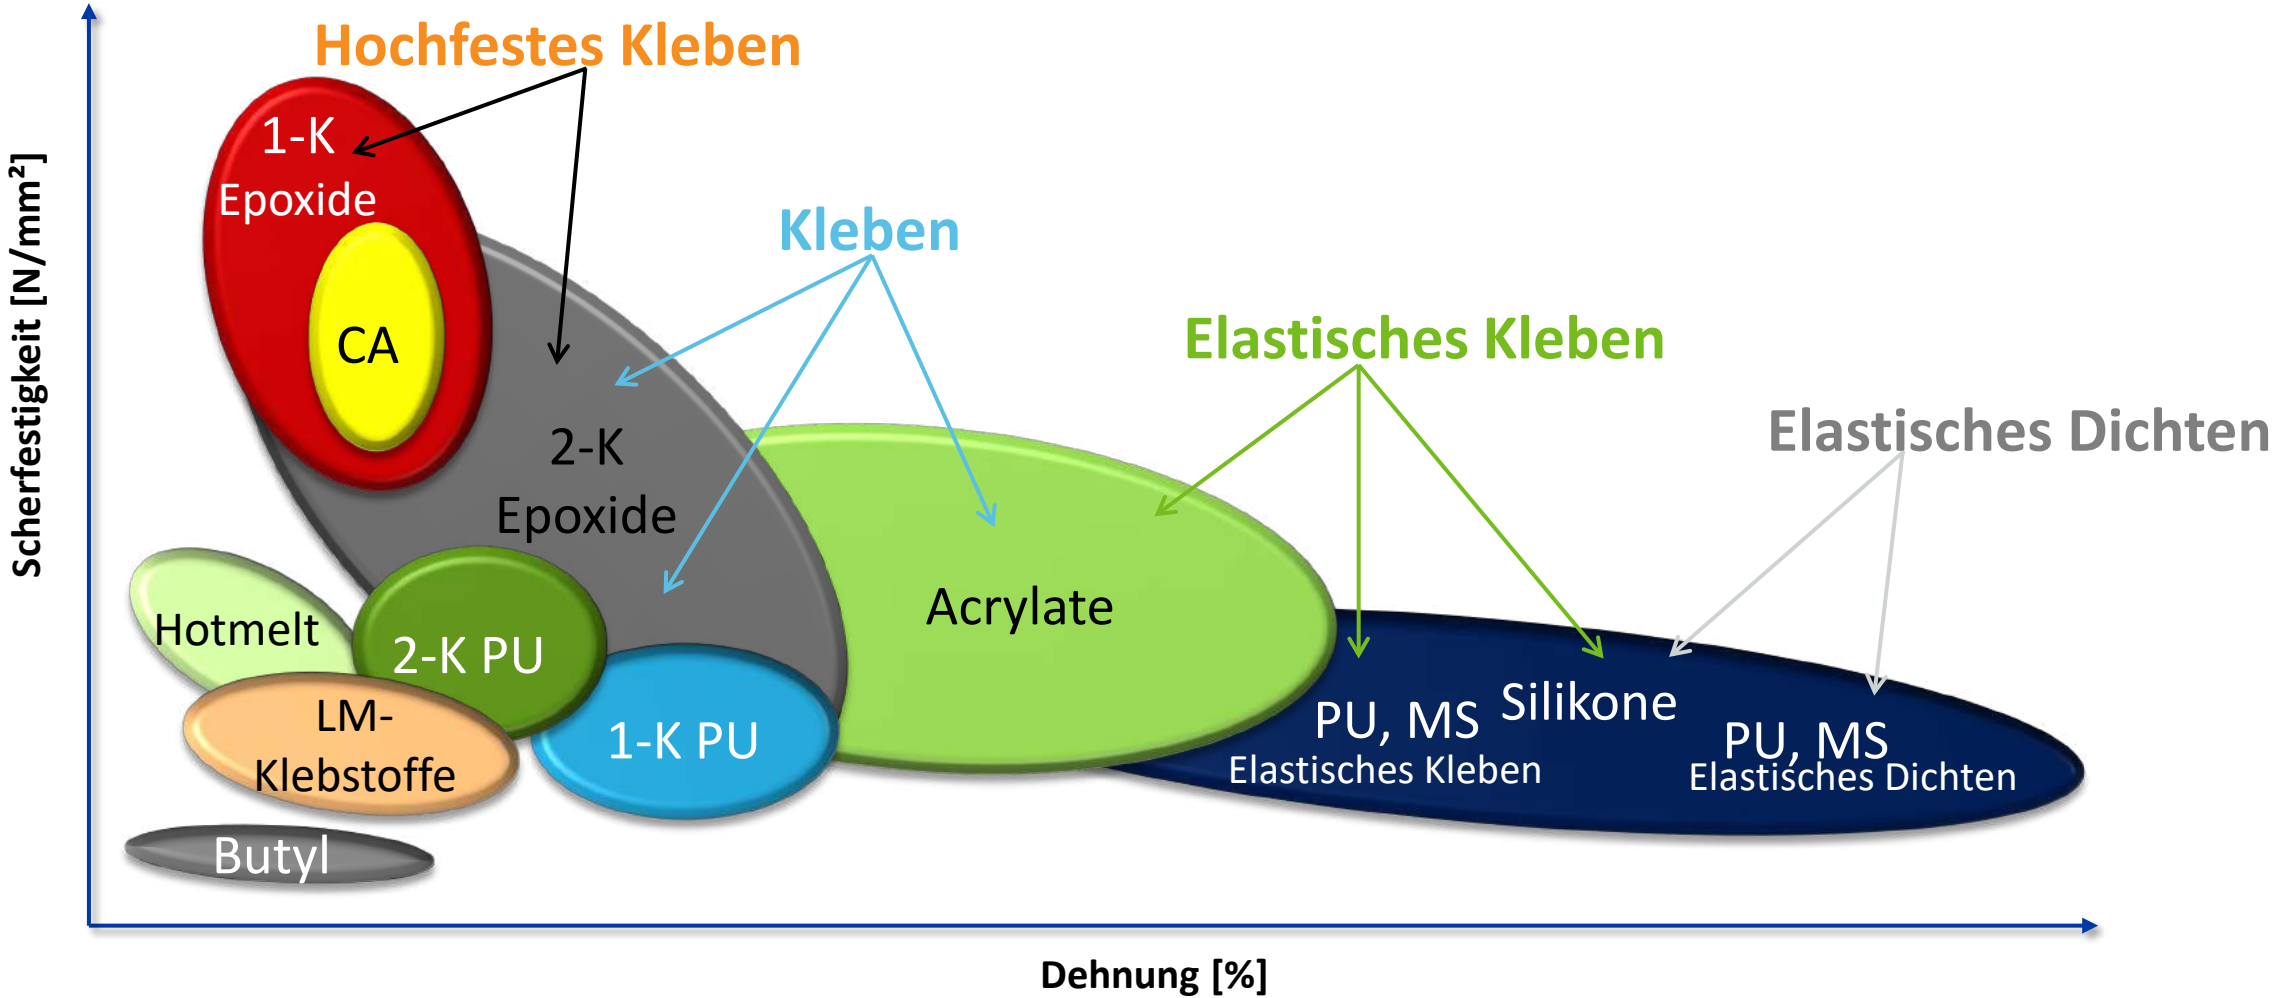 Hochfestes Kleben
1-K
Epoxide
Kleben
CA
Elastisches Kleben
Elastisches Dichten
2-K
Epoxide
Acrylate
Hotmelt
2-K PU
LM-
Klebstoffe
1-K PU
PU, MS
Elastisches Kleben
Silikone
PU, MS
Elastisches Dichten
Butyl
Scherfestigkeit [N/mm²]
Dehnung [%]